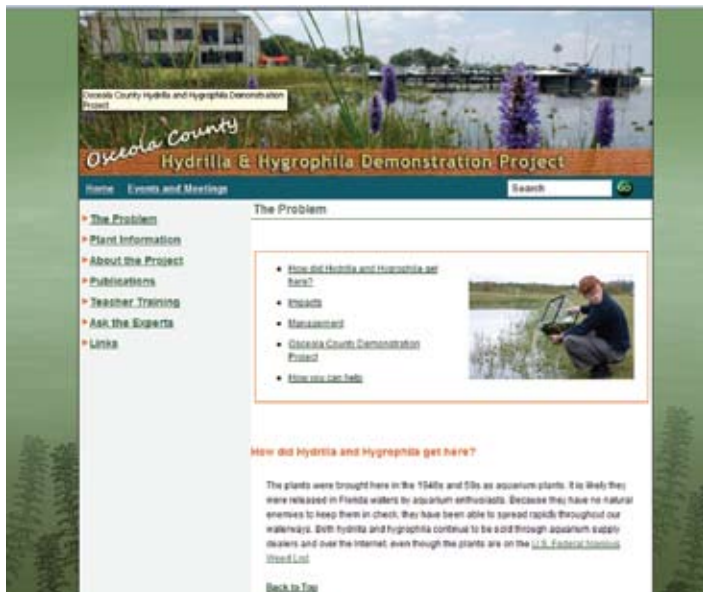 Osceola County Hydrilla and Hygrophila Demonstration
Project
Osceola County
Hydrilla & Hygrophila Demonstration Project
Home Events and Meetings
Search GO
The Problem
Plant Information
About the Project
Publications
Teacher Training
Ask the Experts
Links
The Problem
How did Hydrilla and Hygrophila get
here?
Impacts
Management
Osceola County Demonstration
Project
How you can help
How did Hydrilla and Hygrophila get here?
The plants were brought here in the 1940s and 50s as aquarium plants. It is likely they
were released in Florida waters by aquarium enthusiasts. Because they have no natural
enemies to keep them in check, they have been able to spread rapidly throughout our
waterways. Both hydrilla and hygrophila continue to be sold through aquarium supply
dealers and over the Internet, even though the plants are on the U.S. Federal Noxious
Weed List.
Back to Top